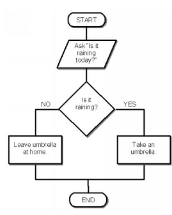 START
Ask "Is it
raining
today?"
Is it
raining?
NO
YES
Leave umbrella
at home.
Take an
umbrella
END